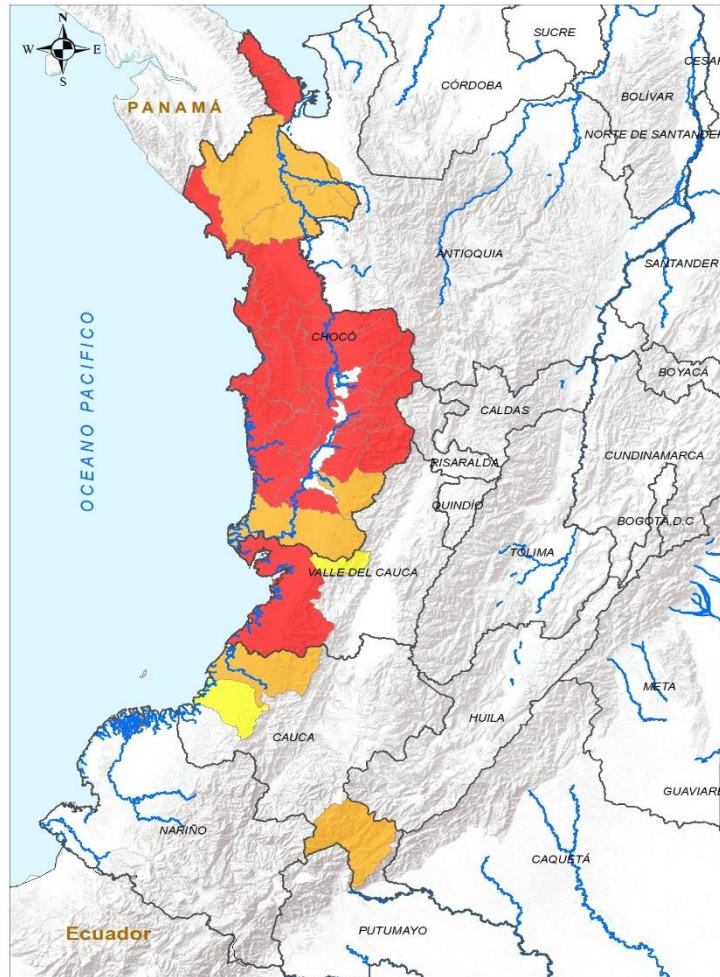 N
W E
S
SUCRE
CESAR
CÓRDOBA
BOLÍVAR
PANAMÁ
NORTE DE SANTANDER
ANTIOQUIA
SANTANDER
OCEANO PACIFICO
CHOCÓ
BOYACÁ
CALDAS
CUNDINAMARCA
RISARALDA
QUINDÍO
BOGOTÁ, D.C
TOLIMA
VALLE DEL CAUCA
META
HUILA
CAUCA
GUAVIARE
NARIÑO
CAQUETÁ
Ecuador
PUTUMAYO